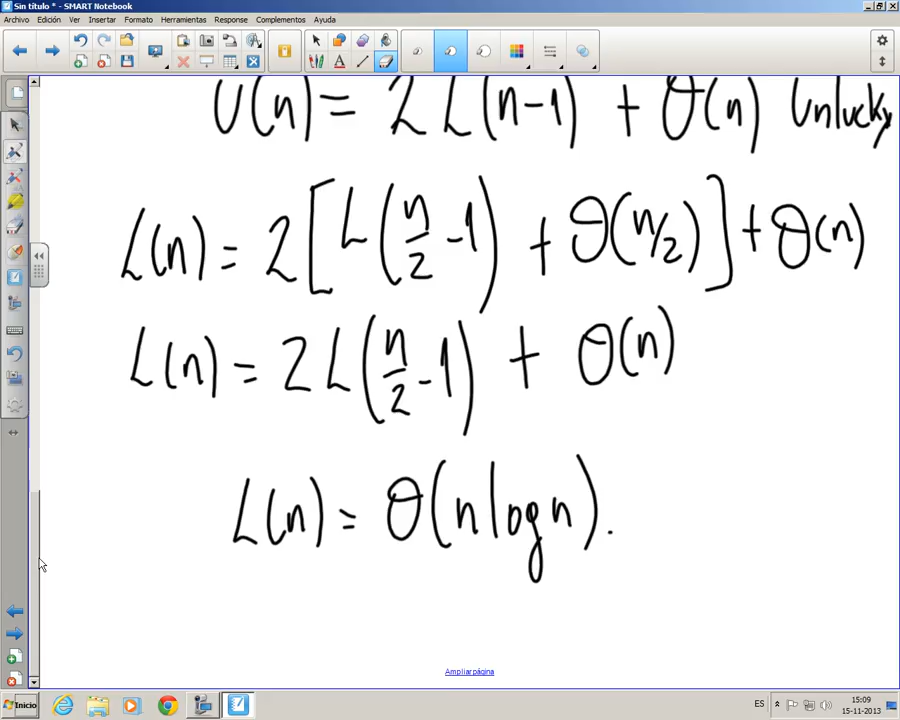 Sin título * - SMART Notebook
Archivo Edición Ver Insertar Formato Herramientas Response Complementos Ayuda
U(n) = 2L(n-1) + Θ(n) Unlucky
L(n) = 2[L(n/2 - 1) + Θ(n/2)] + Θ(n)
L(n) = 2L(n/2 - 1) + Θ(n)
L(n) = Θ(n log n).
Ampliar página
Inicio
ES
15:09
15-11-2013